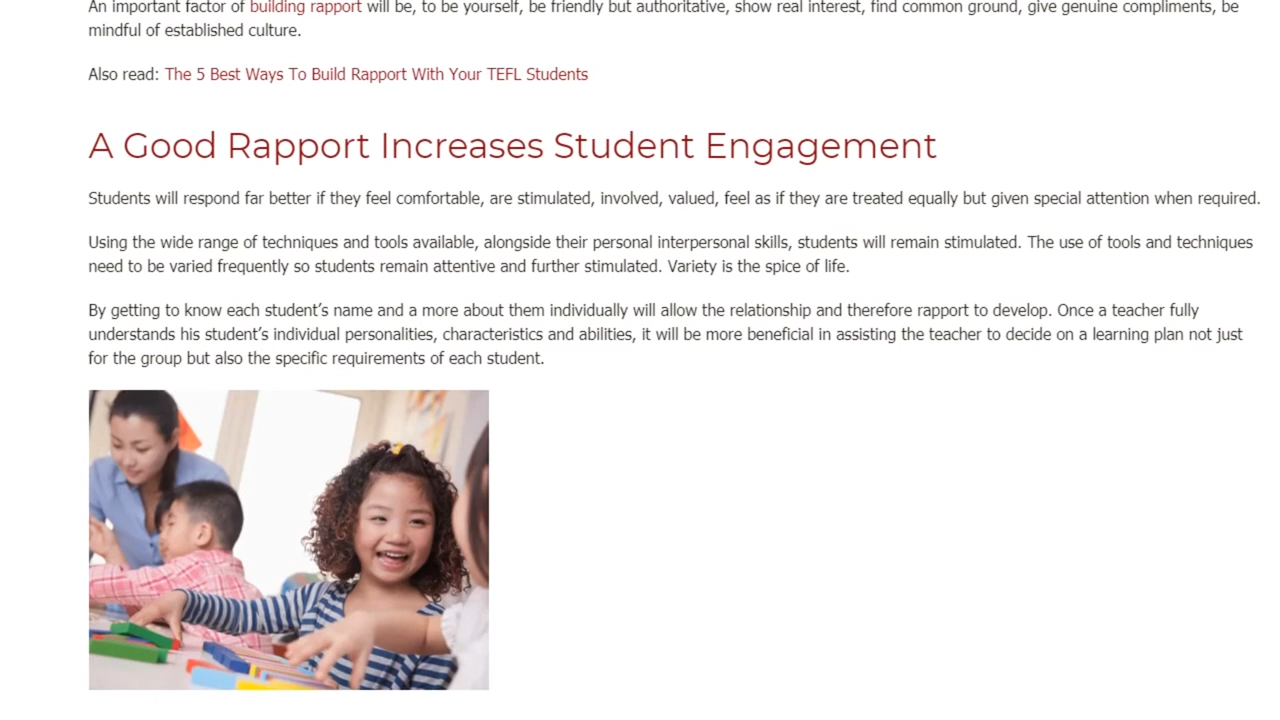 An important factor of building rapport will be, to be yourself, be friendly but authoritative, show real interest, find common ground, give genuine compliments, be
mindful of established culture.
Also read: The 5 Best Ways To Build Rapport With Your TEFL Students
A Good Rapport Increases Student Engagement
Students will respond far better if they feel comfortable, are stimulated, involved, valued, feel as if they are treated equally but given special attention when required.
Using the wide range of techniques and tools available, alongside their personal interpersonal skills, students will remain stimulated. The use of tools and techniques
need to be varied frequently so students remain attentive and further stimulated. Variety is the spice of life.
By getting to know each student’s name and a more about them individually will allow the relationship and therefore rapport to develop. Once a teacher fully
understands his student’s individual personalities, characteristics and abilities, it will be more beneficial in assisting the teacher to decide on a learning plan not just
for the group but also the specific requirements of each student.